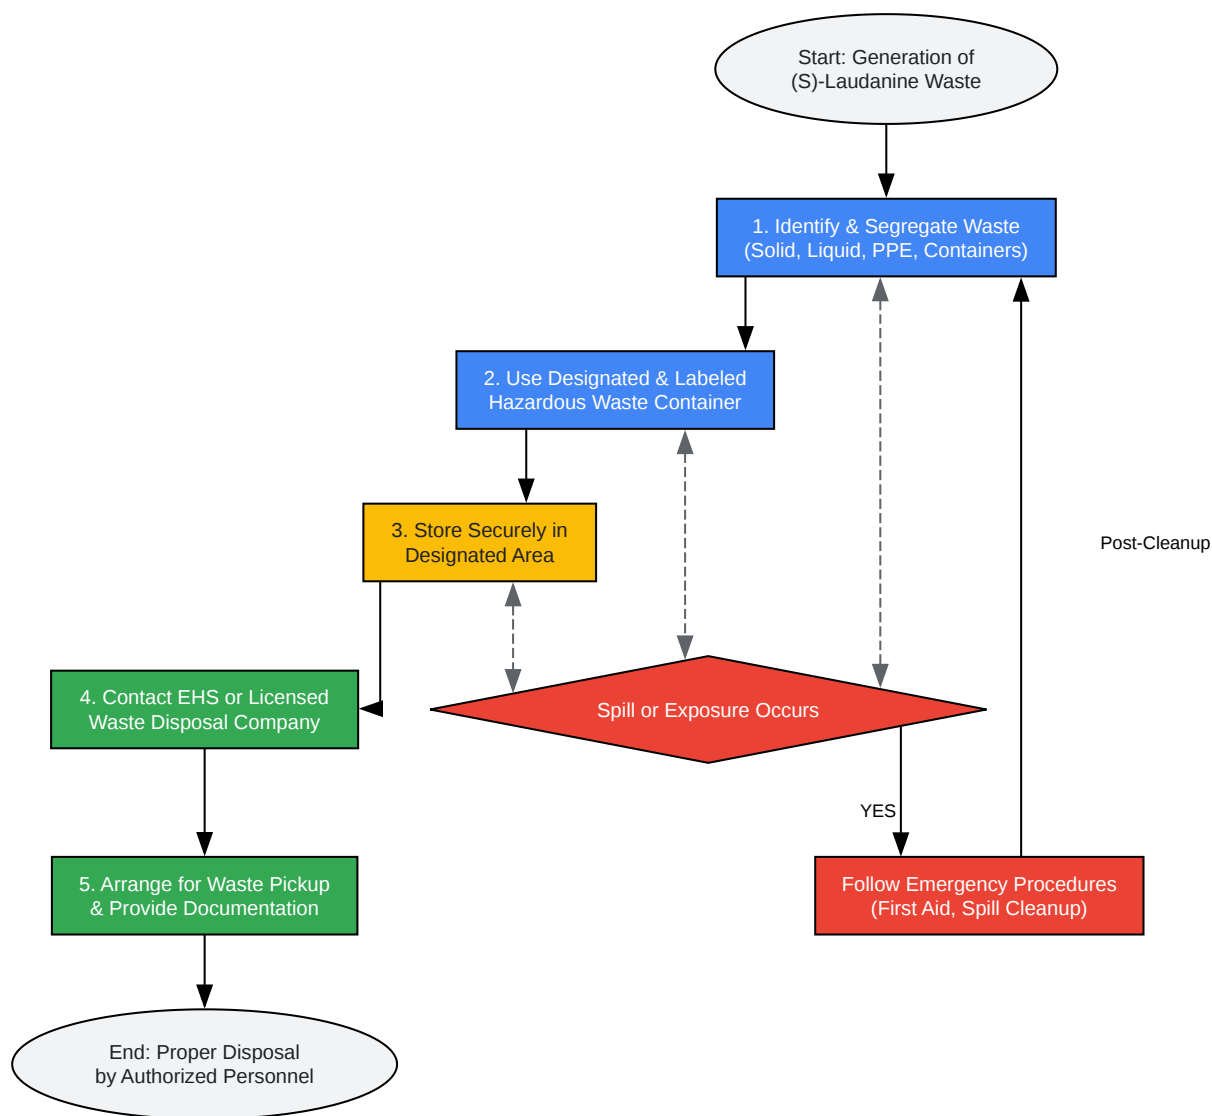 Start: Generation of
(S)-Laudanine Waste
1. Identify & Segregate Waste
(Solid, Liquid, PPE, Containers)
2. Use Designated & Labeled
Hazardous Waste Container
3. Store Securely in
Designated Area
Post-Cleanup
4. Contact EHS or Licensed
Waste Disposal Company
Spill or Exposure Occurs
YES
5. Arrange for Waste Pickup
& Provide Documentation
Follow Emergency Procedures
(First Aid, Spill Cleanup)
End: Proper Disposal
by Authorized Personnel